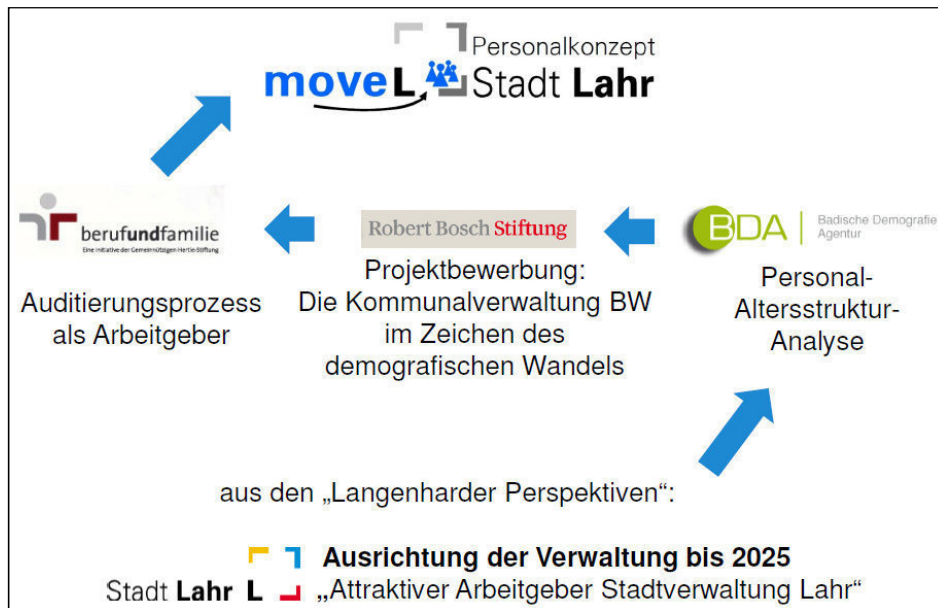 Personalkonzept
moveL Stadt Lahr
berufundfamilie
Eine Initiative der Gemeinnützigen Hertie-Stiftung
Auditierungsprozess
als Arbeitgeber
Robert Bosch Stiftung
Projektbewerbung:
Die Kommunalverwaltung BW
im Zeichen des
demografischen Wandels
BDA
Badische Demografie
Agentur
Personal-
Altersstruktur-
Analyse
aus den „Langenharder Perspektiven“:
Ausrichtung der Verwaltung bis 2025
Stadt Lahr L „Attraktiver Arbeitgeber Stadtverwaltung Lahr“